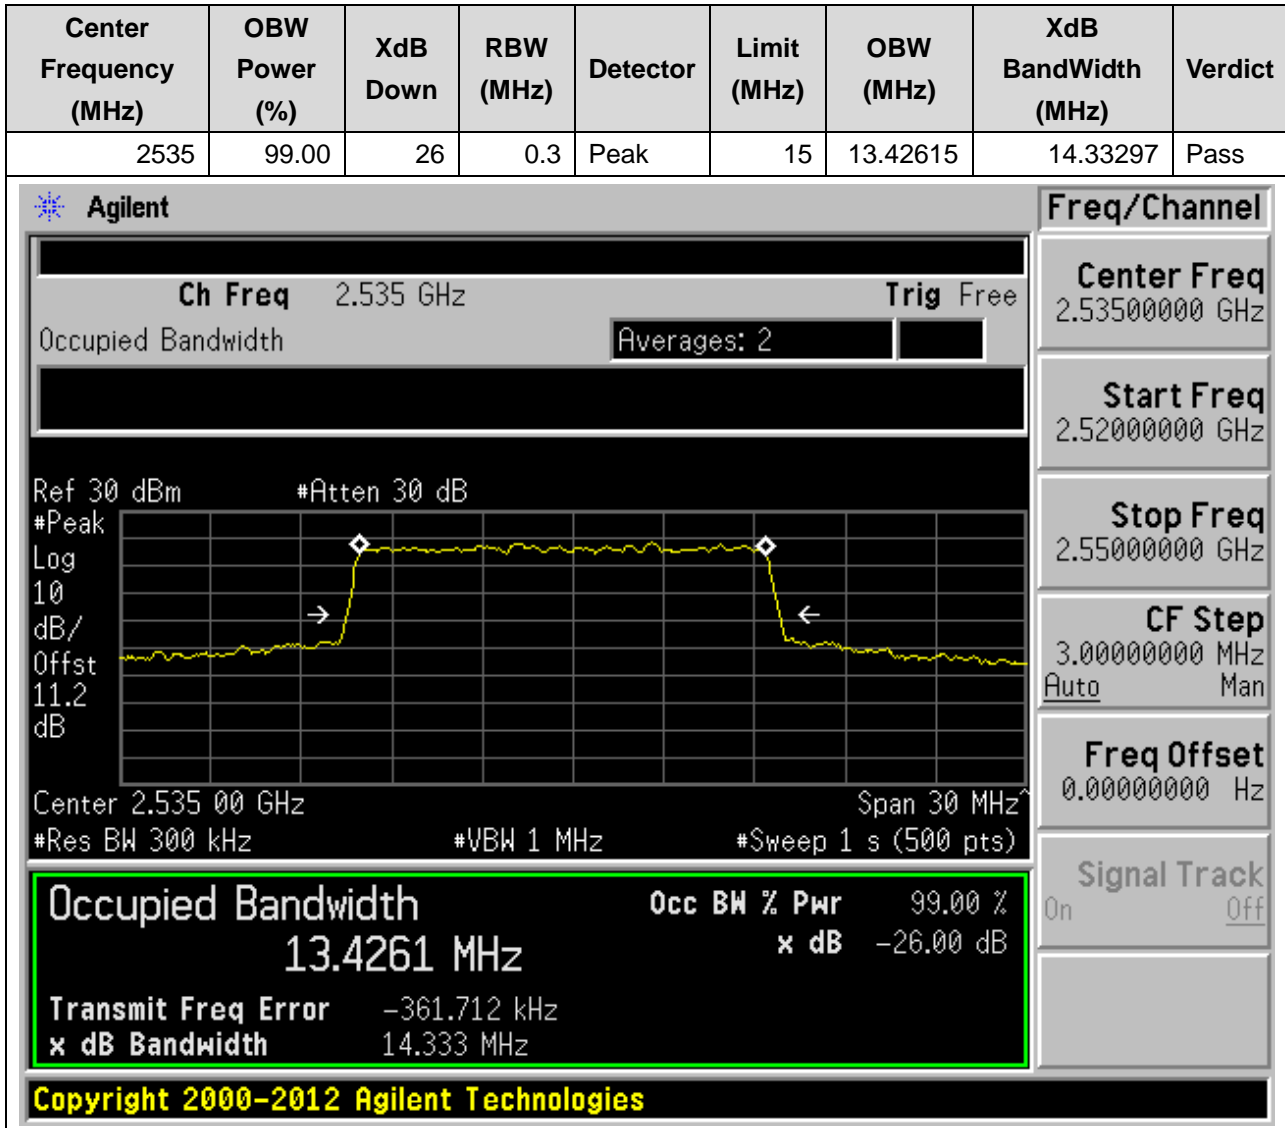 Center Frequency (MHz) OBW Power (%) XdB Down RBW (MHz) Detector Limit (MHz) OBW (MHz) XdB BandWidth (MHz) Verdict
2535 99.00 26 0.3 Peak 15 13.42615 14.33297 Pass
Agilent
Freq/Channel
Ch Freq 2.535 GHz Trig Free
Occupied Bandwidth Averages: 2
Center Freq
2.53500000 GHz
Start Freq
2.52000000 GHz
Stop Freq
2.55000000 GHz
CF Step
3.00000000 MHz
Auto Man
Freq Offset
0.00000000 Hz
Signal Track
On Off
Ref 30 dBm #Atten 30 dB
#Peak
Log
10
dB/
Offst
11.2
dB
Center 2.535 00 GHz Span 30 MHz^
#Res BW 300 kHz #VBW 1 MHz #Sweep 1 s (500 pts)
Occupied Bandwidth Occ BW % Pwr 99.00 %
13.4261 MHz x dB -26.00 dB
Transmit Freq Error -361.712 kHz
x dB Bandwidth 14.333 MHz
Copyright 2000-2012 Agilent Technologies